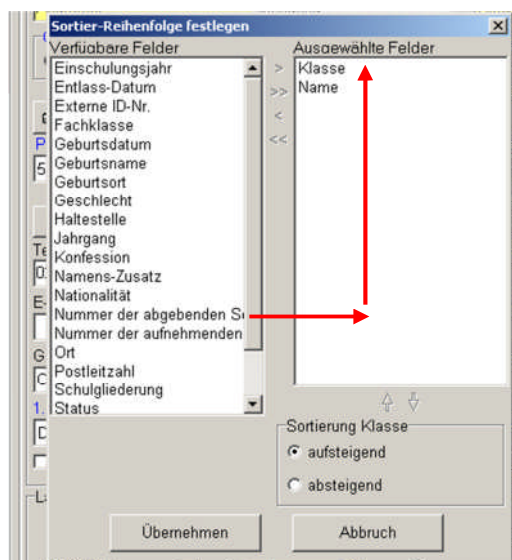 Sortier-Reihenfolge festlegen
Verfügbare Felder
Einschulungsjahr
Entlass-Datum
Externe ID-Nr.
Fachklasse
Geburtsdatum
Geburtsname
Geburtsort
Geschlecht
Haltestelle
Jahrgang
Konfession
Namens-Zusatz
Nationalität
Nummer der abgebenden
Nummer der aufnehmenden
Ort
Postleitzahl
Schulgliederung
Status
>
>>
<
<<
Ausgewählte Felder
Klasse
Name
Sortierung Klasse
aufsteigend
absteigend
Übernehmen
Abbruch